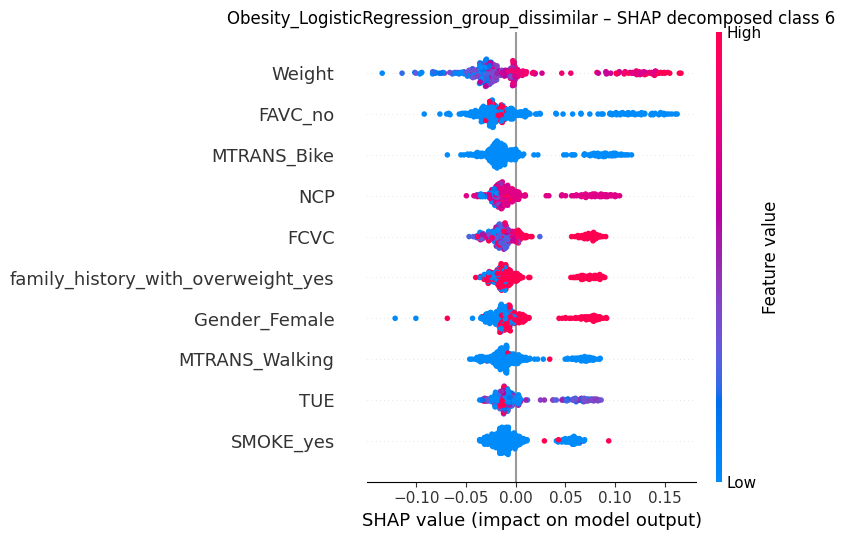 Obesity_LogisticRegression_group_dissimilar – SHAP decomposed class 6
High
Weight
FAVC_no
MTRANS_Bike
NCP
FCVC
family_history_with_overweight_yes
Gender_Female
MTRANS_Walking
TUE
SMOKE_yes
Feature value
Low
−0.10 −0.05 0.00 0.05 0.10 0.15
SHAP value (impact on model output)